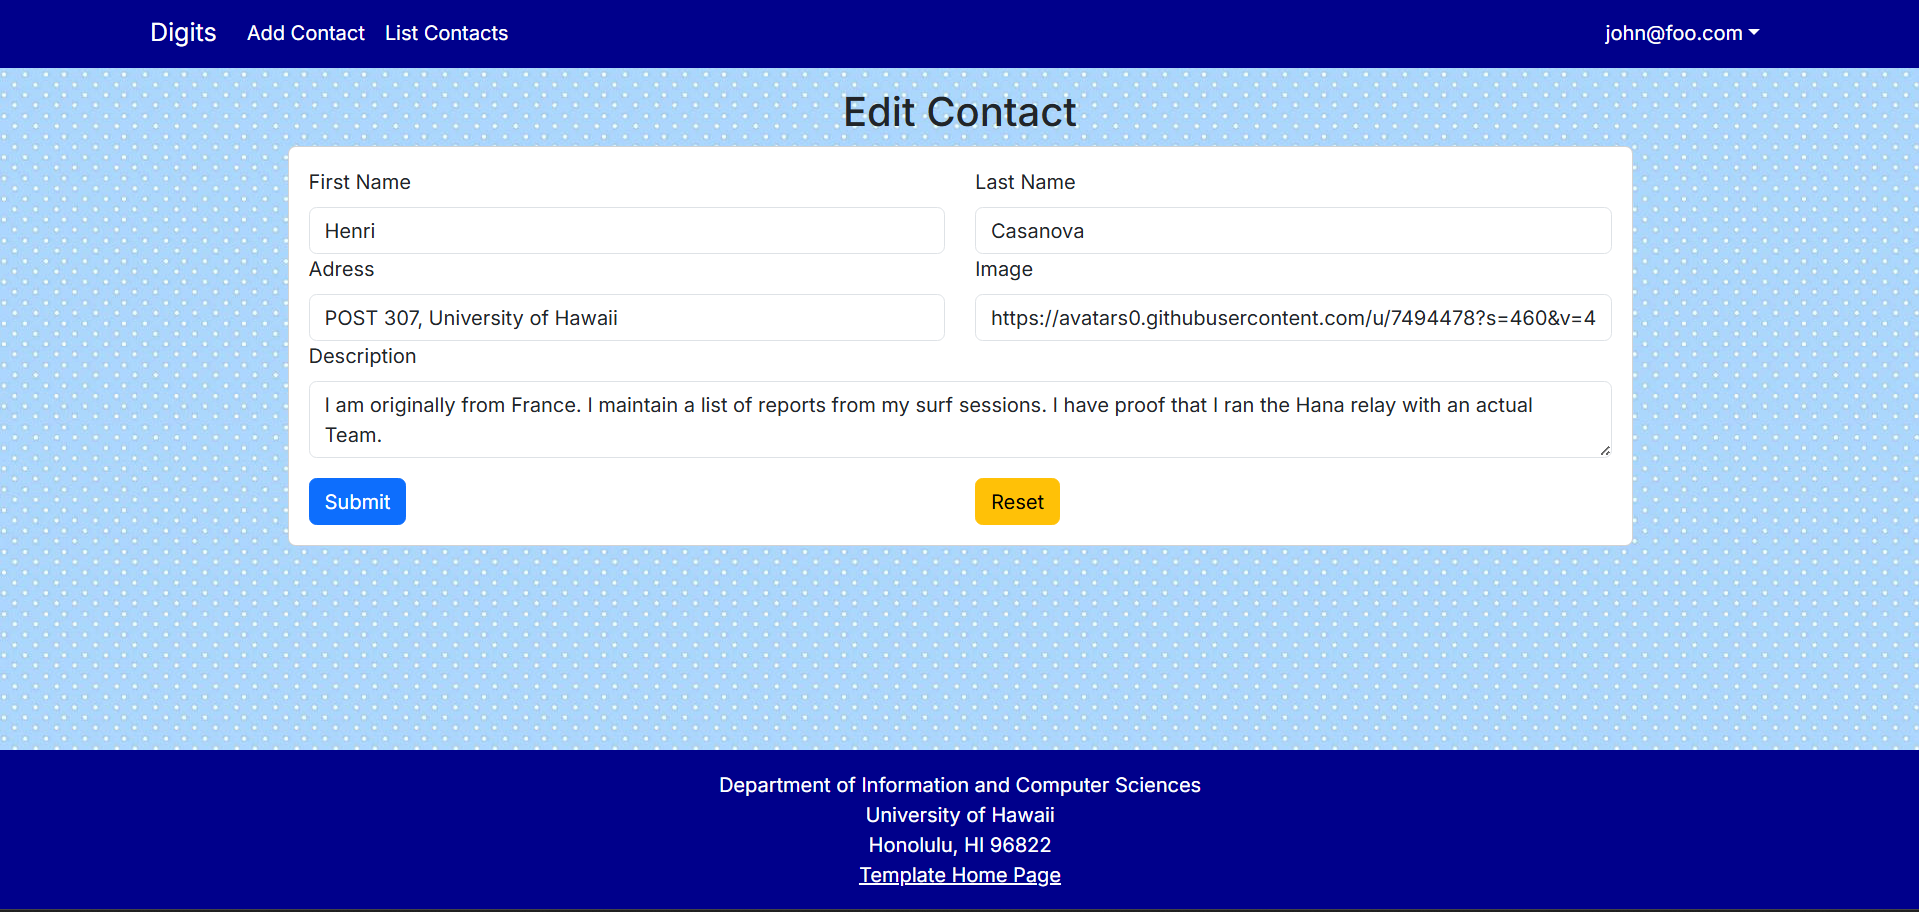 Digits Add Contact List Contacts john@foo.com
Edit Contact
First Name Last Name
Henri Casanova
Adress Image
POST 307, University of Hawaii https://avatars0.githubusercontent.com/u/7494478?s=460&v=4
Description
I am originally from France. I maintain a list of reports from my surf sessions. I have proof that I ran the Hana relay with an actual
Team.
Submit Reset
Department of Information and Computer Sciences
University of Hawaii
Honolulu, HI 96822
Template Home Page